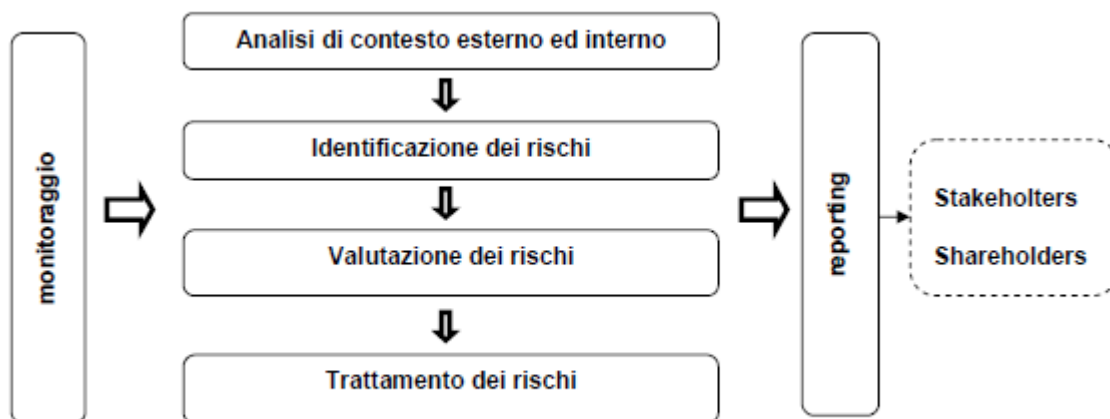 monitoraggio
Analisi di contesto esterno ed interno
Identificazione dei rischi
Valutazione dei rischi
Trattamento dei rischi
reporting
Stakeholters
Shareholders